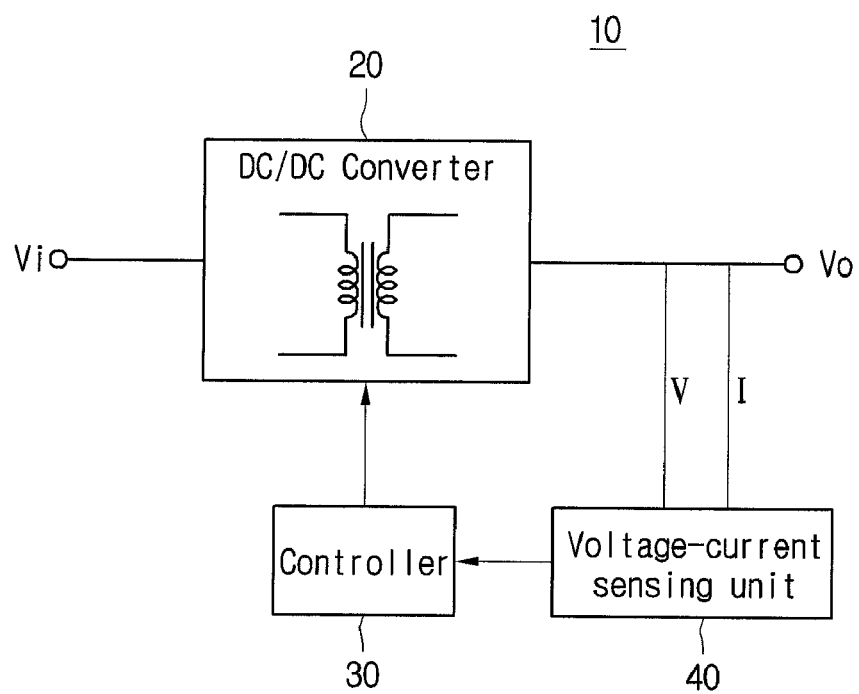 10
20
DC/DC Converter
Vi
Vo
V
I
Controller
Voltage-current
sensing unit
30
40